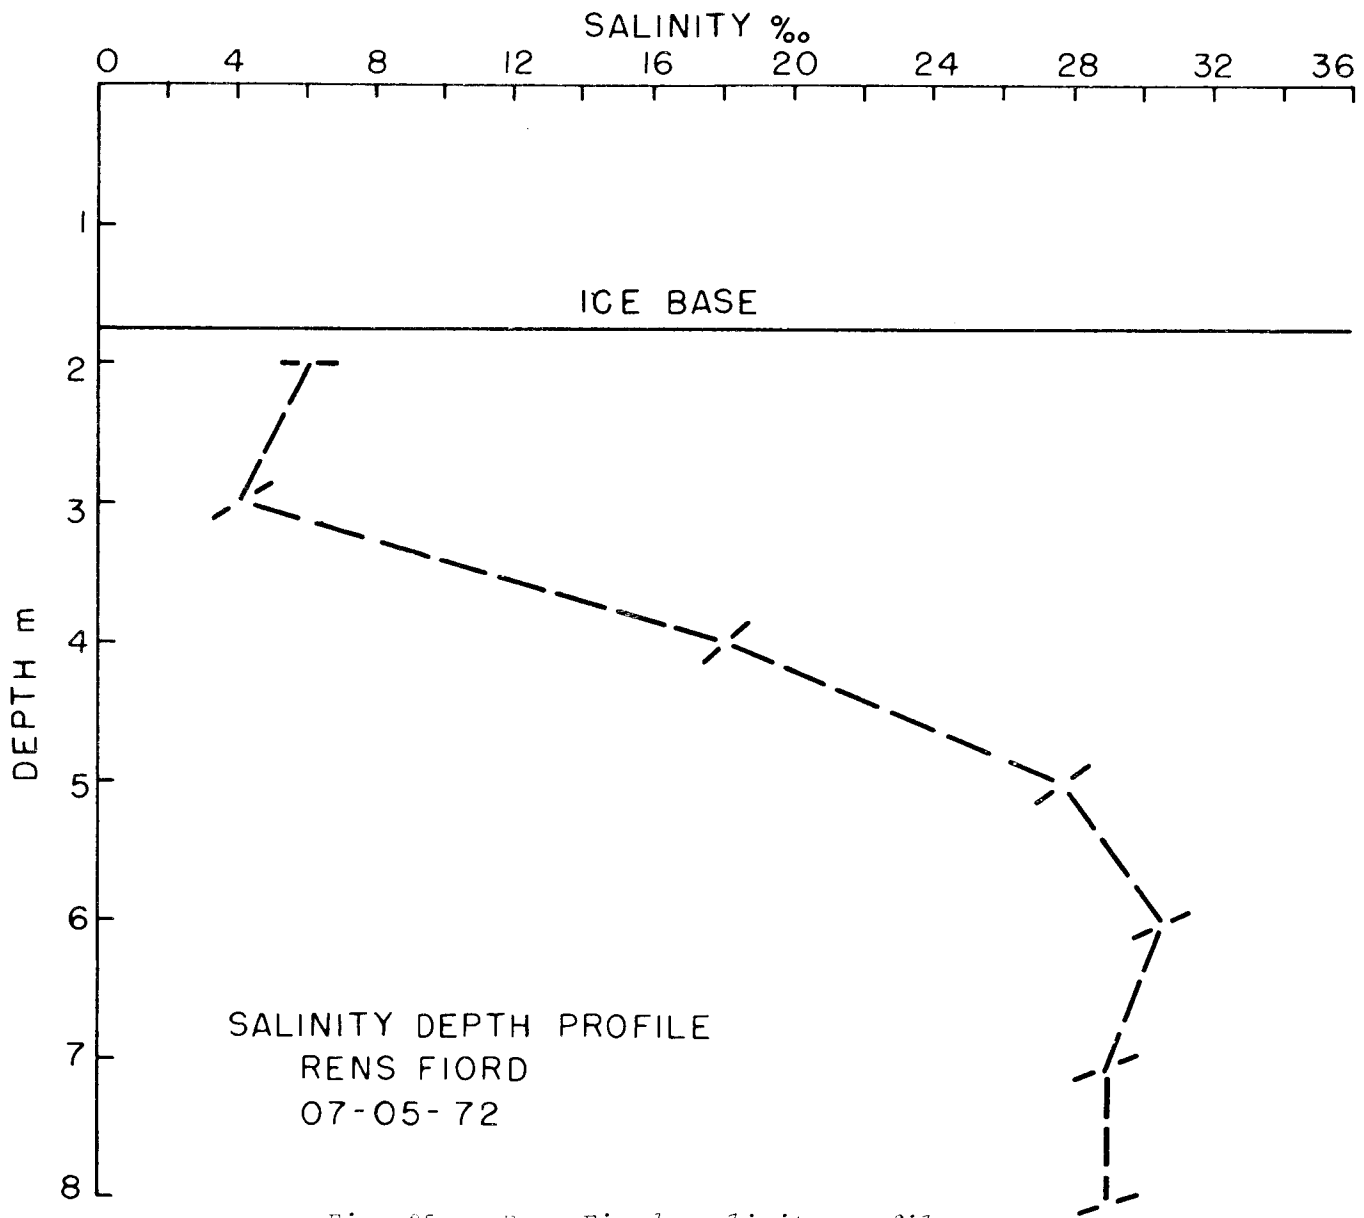 SALINITY ‰
0 4 8 12 16 20 24 28 32 36
1
ICE BASE
2
3
4
DEPTH m
5
6
SALINITY DEPTH PROFILE
RENS FIORD
07-05-72
7
8